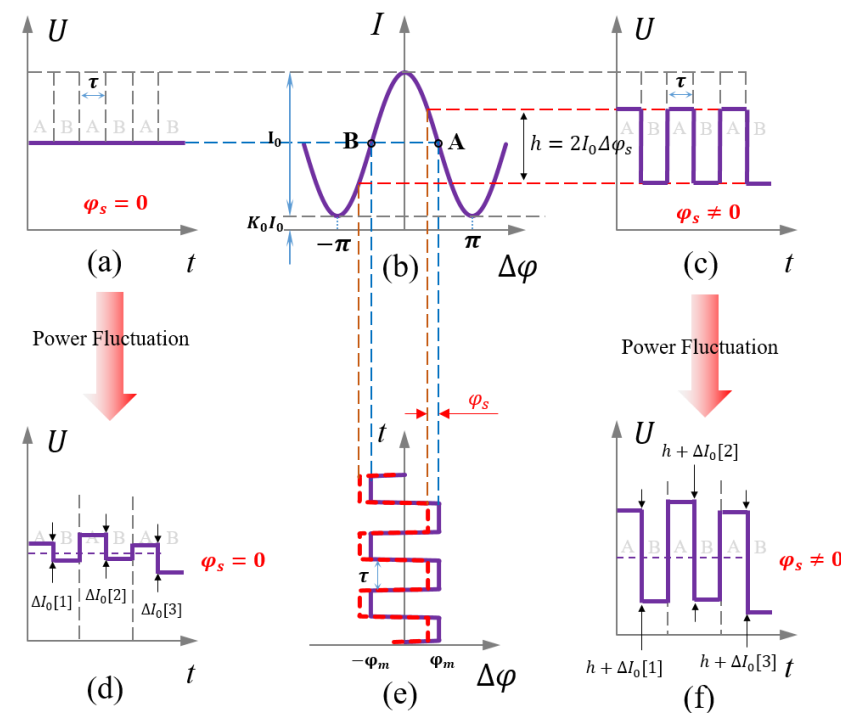 U
τ
A B A B A B
φₛ = 0
t
(a)
I
I₀
B
A
h = 2I₀Δφₛ
K₀I₀
−π
π
(b)
Δφ
U
τ
A B A B A B
φₛ ≠ 0
(c)
t
Power Fluctuation
Power Fluctuation
U
A B A B A B
φₛ = 0
ΔI₀[1]
ΔI₀[2]
ΔI₀[3]
t
(d)
φₛ
t
τ
−φₘ
φₘ
(e)
Δφ
U
h + ΔI₀[2]
A B A B A B
φₛ ≠ 0
h + ΔI₀[1]
h + ΔI₀[3]
t
(f)